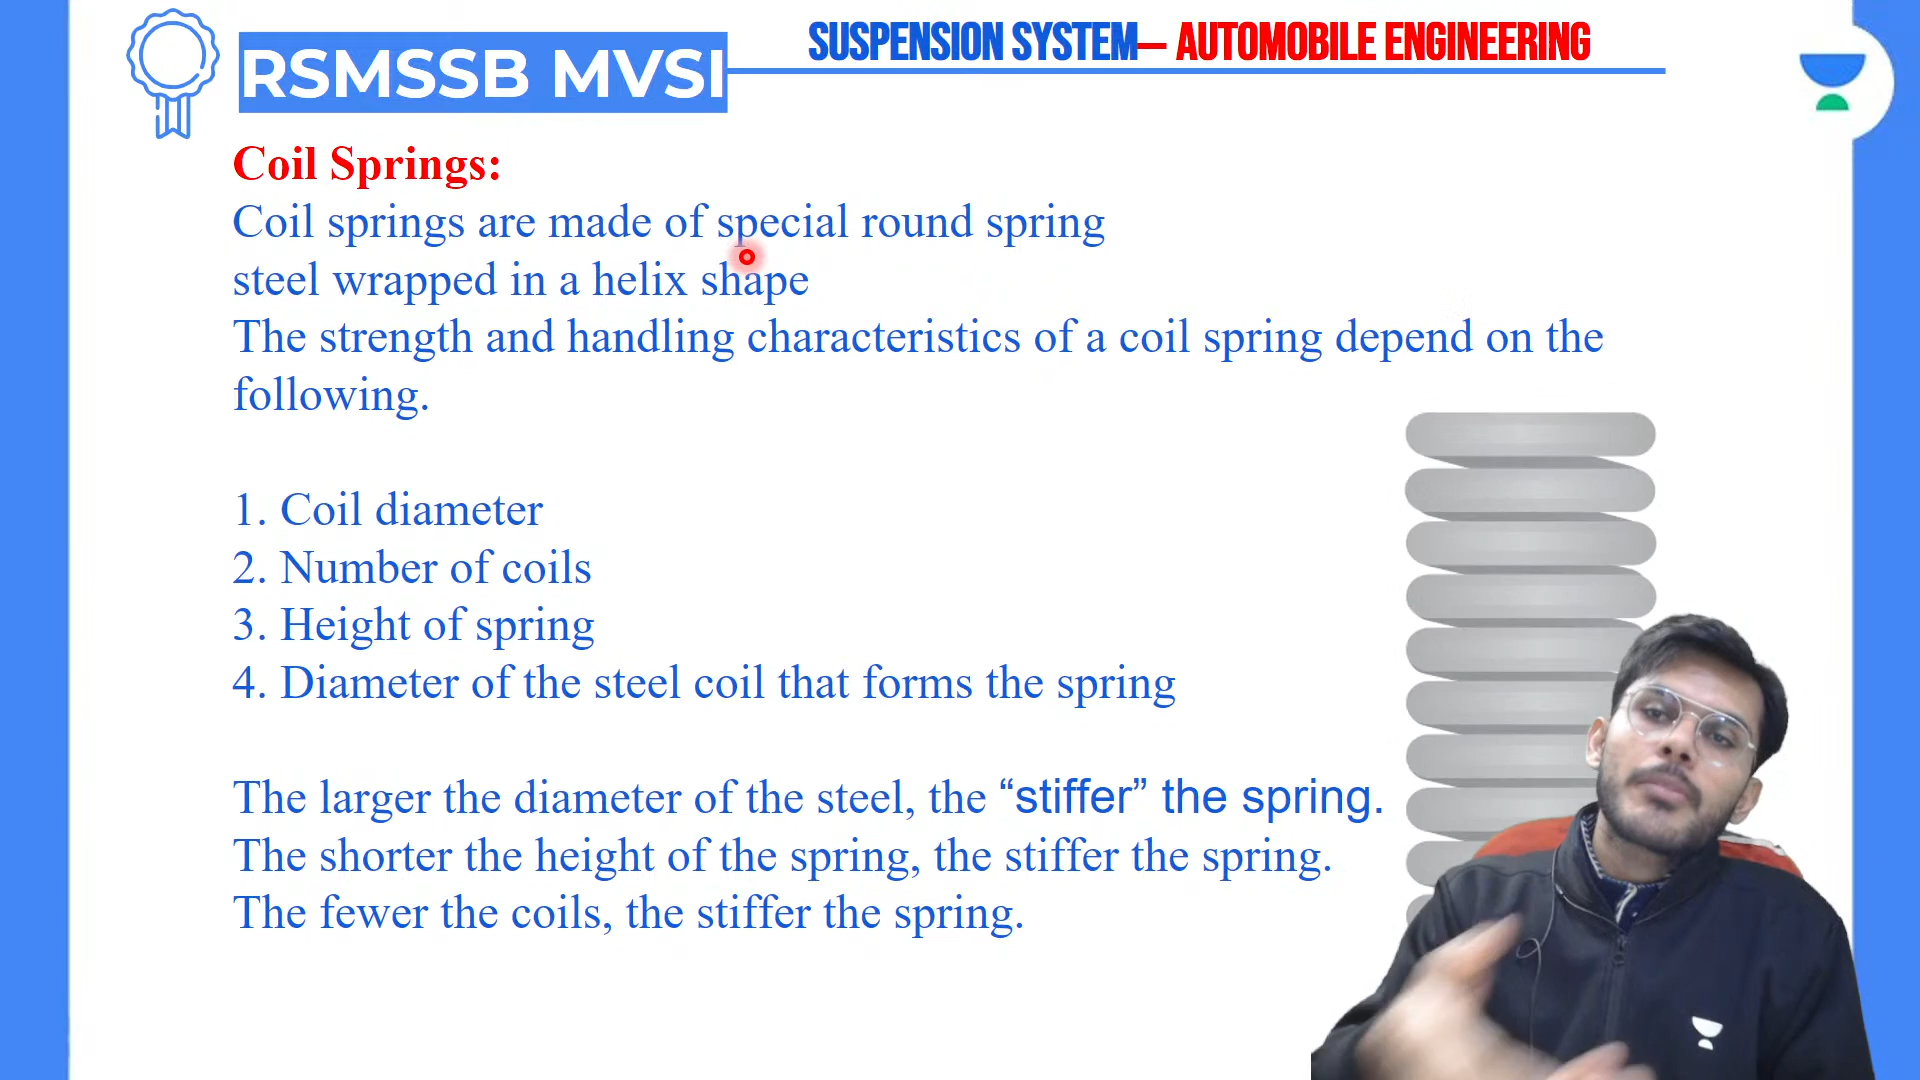 RSMSSB MVSI
SUSPENSION SYSTEM— AUTOMOBILE ENGINEERING
Coil Springs:
Coil springs are made of special round spring
steel wrapped in a helix shape
The strength and handling characteristics of a coil spring depend on the
following.
1. Coil diameter
2. Number of coils
3. Height of spring
4. Diameter of the steel coil that forms the spring
The larger the diameter of the steel, the “stiffer” the spring.
The shorter the height of the spring, the stiffer the spring.
The fewer the coils, the stiffer the spring.